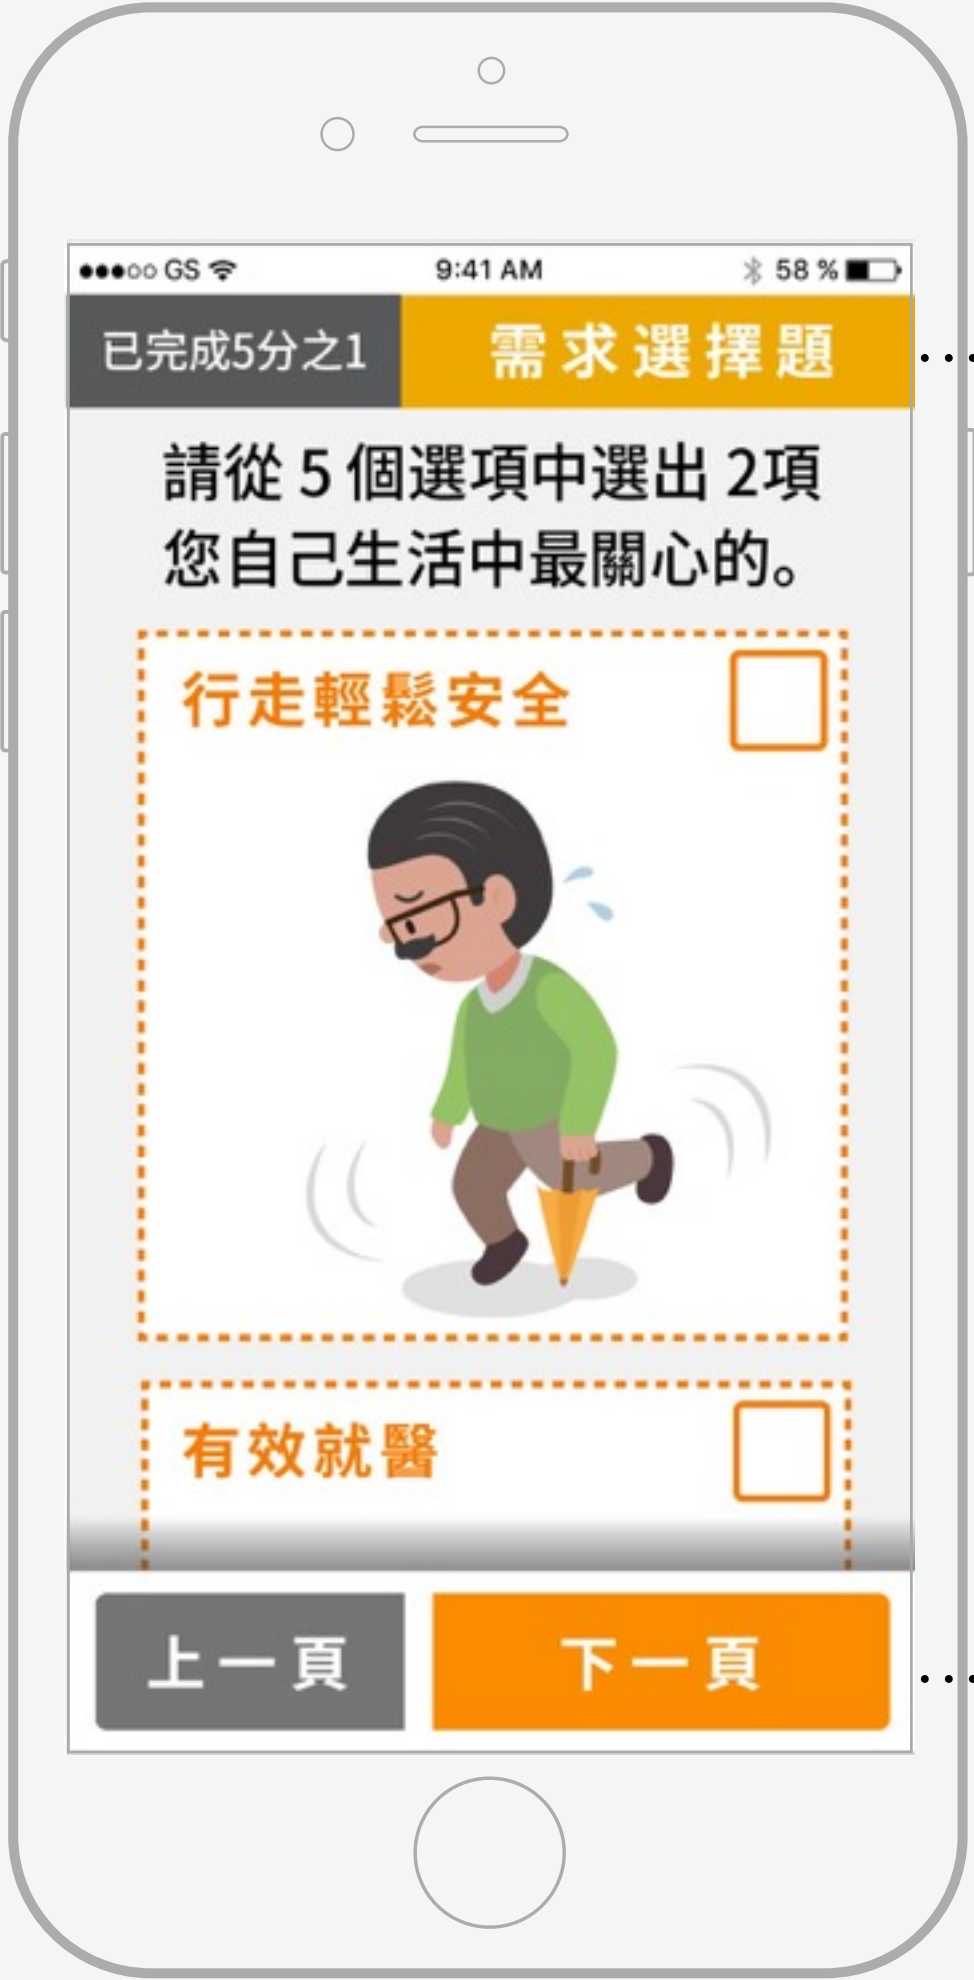 GS 9:41 AM 58 %
已完成5分之1 需求選擇題
請從 5 個選項中選出 2項
您自己生活中最關心的。
行走輕鬆安全
有效就醫
上一頁 下一頁